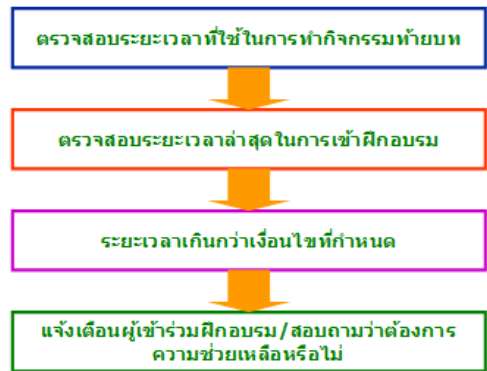 ตรวจสอบระยะเวลาที่ใช้ในการทำกิจกรรมท้ายบท
ตรวจสอบระยะเวลาล่าสุดในการเข้าฝึกอบรม
ระยะเวลาเกินกว่าเงื่อนไขที่กำหนด
แจ้งเตือนผู้เข้าร่วมฝึกอบรม/สอบถามว่าต้องการ
ความช่วยเหลือหรือไม่